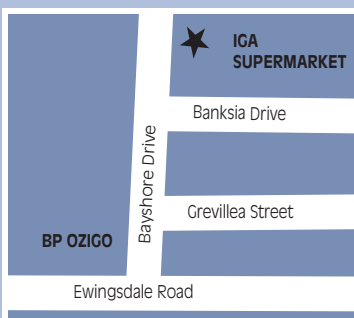 IGA
SUPERMARKET
Banksia Drive
Bayshore Drive
Grevillea Street
BP OZIGO
Ewingsdale Road